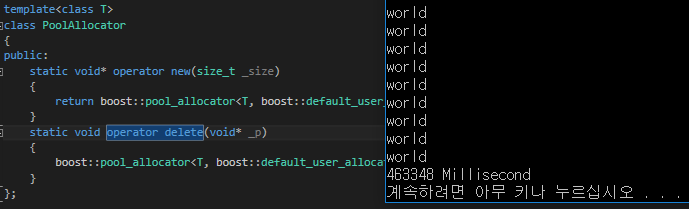 template<class T>
class PoolAllocator
{
public:
static void* operator new(size_t _size)
{
return boost::pool_allocator<T, boost::default_user_
}
static void operator delete(void* _p)
{
boost::pool_allocator<T, boost::default_user_alloca
}
};
world
world
world
world
world
world
world
world
world
463348 Millisecond
계속하려면 아무 키나 누르십시오 . . .